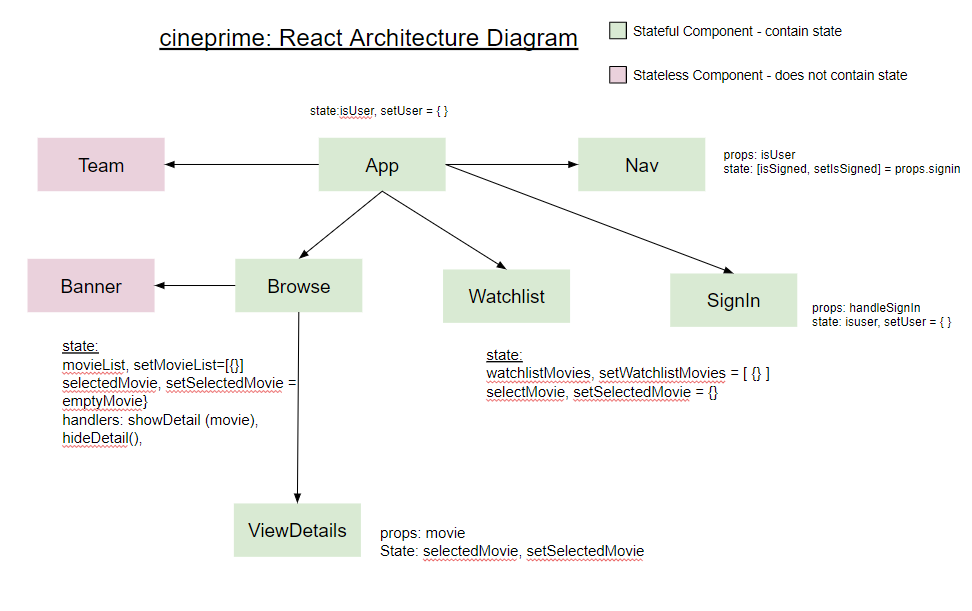 cineprime: React Architecture Diagram
Stateful Component - contain state
Stateless Component - does not contain state
state:isUser, setUser = { }
Team
App
Nav
props: isUser
state: [isSigned, setIsSigned] = props.signin
Banner
Browse
Watchlist
SignIn
props: handleSignIn
state: isuser, setUser = { }
state:
movieList, setMovieList=[{}]
selectedMovie, setSelectedMovie =
emptyMovie}
handlers: showDetail (movie),
hideDetail(),
state:
watchlistMovies, setWatchlistMovies = [ {} ]
selectMovie, setSelectedMovie = {}
ViewDetails
props: movie
State: selectedMovie, setSelectedMovie